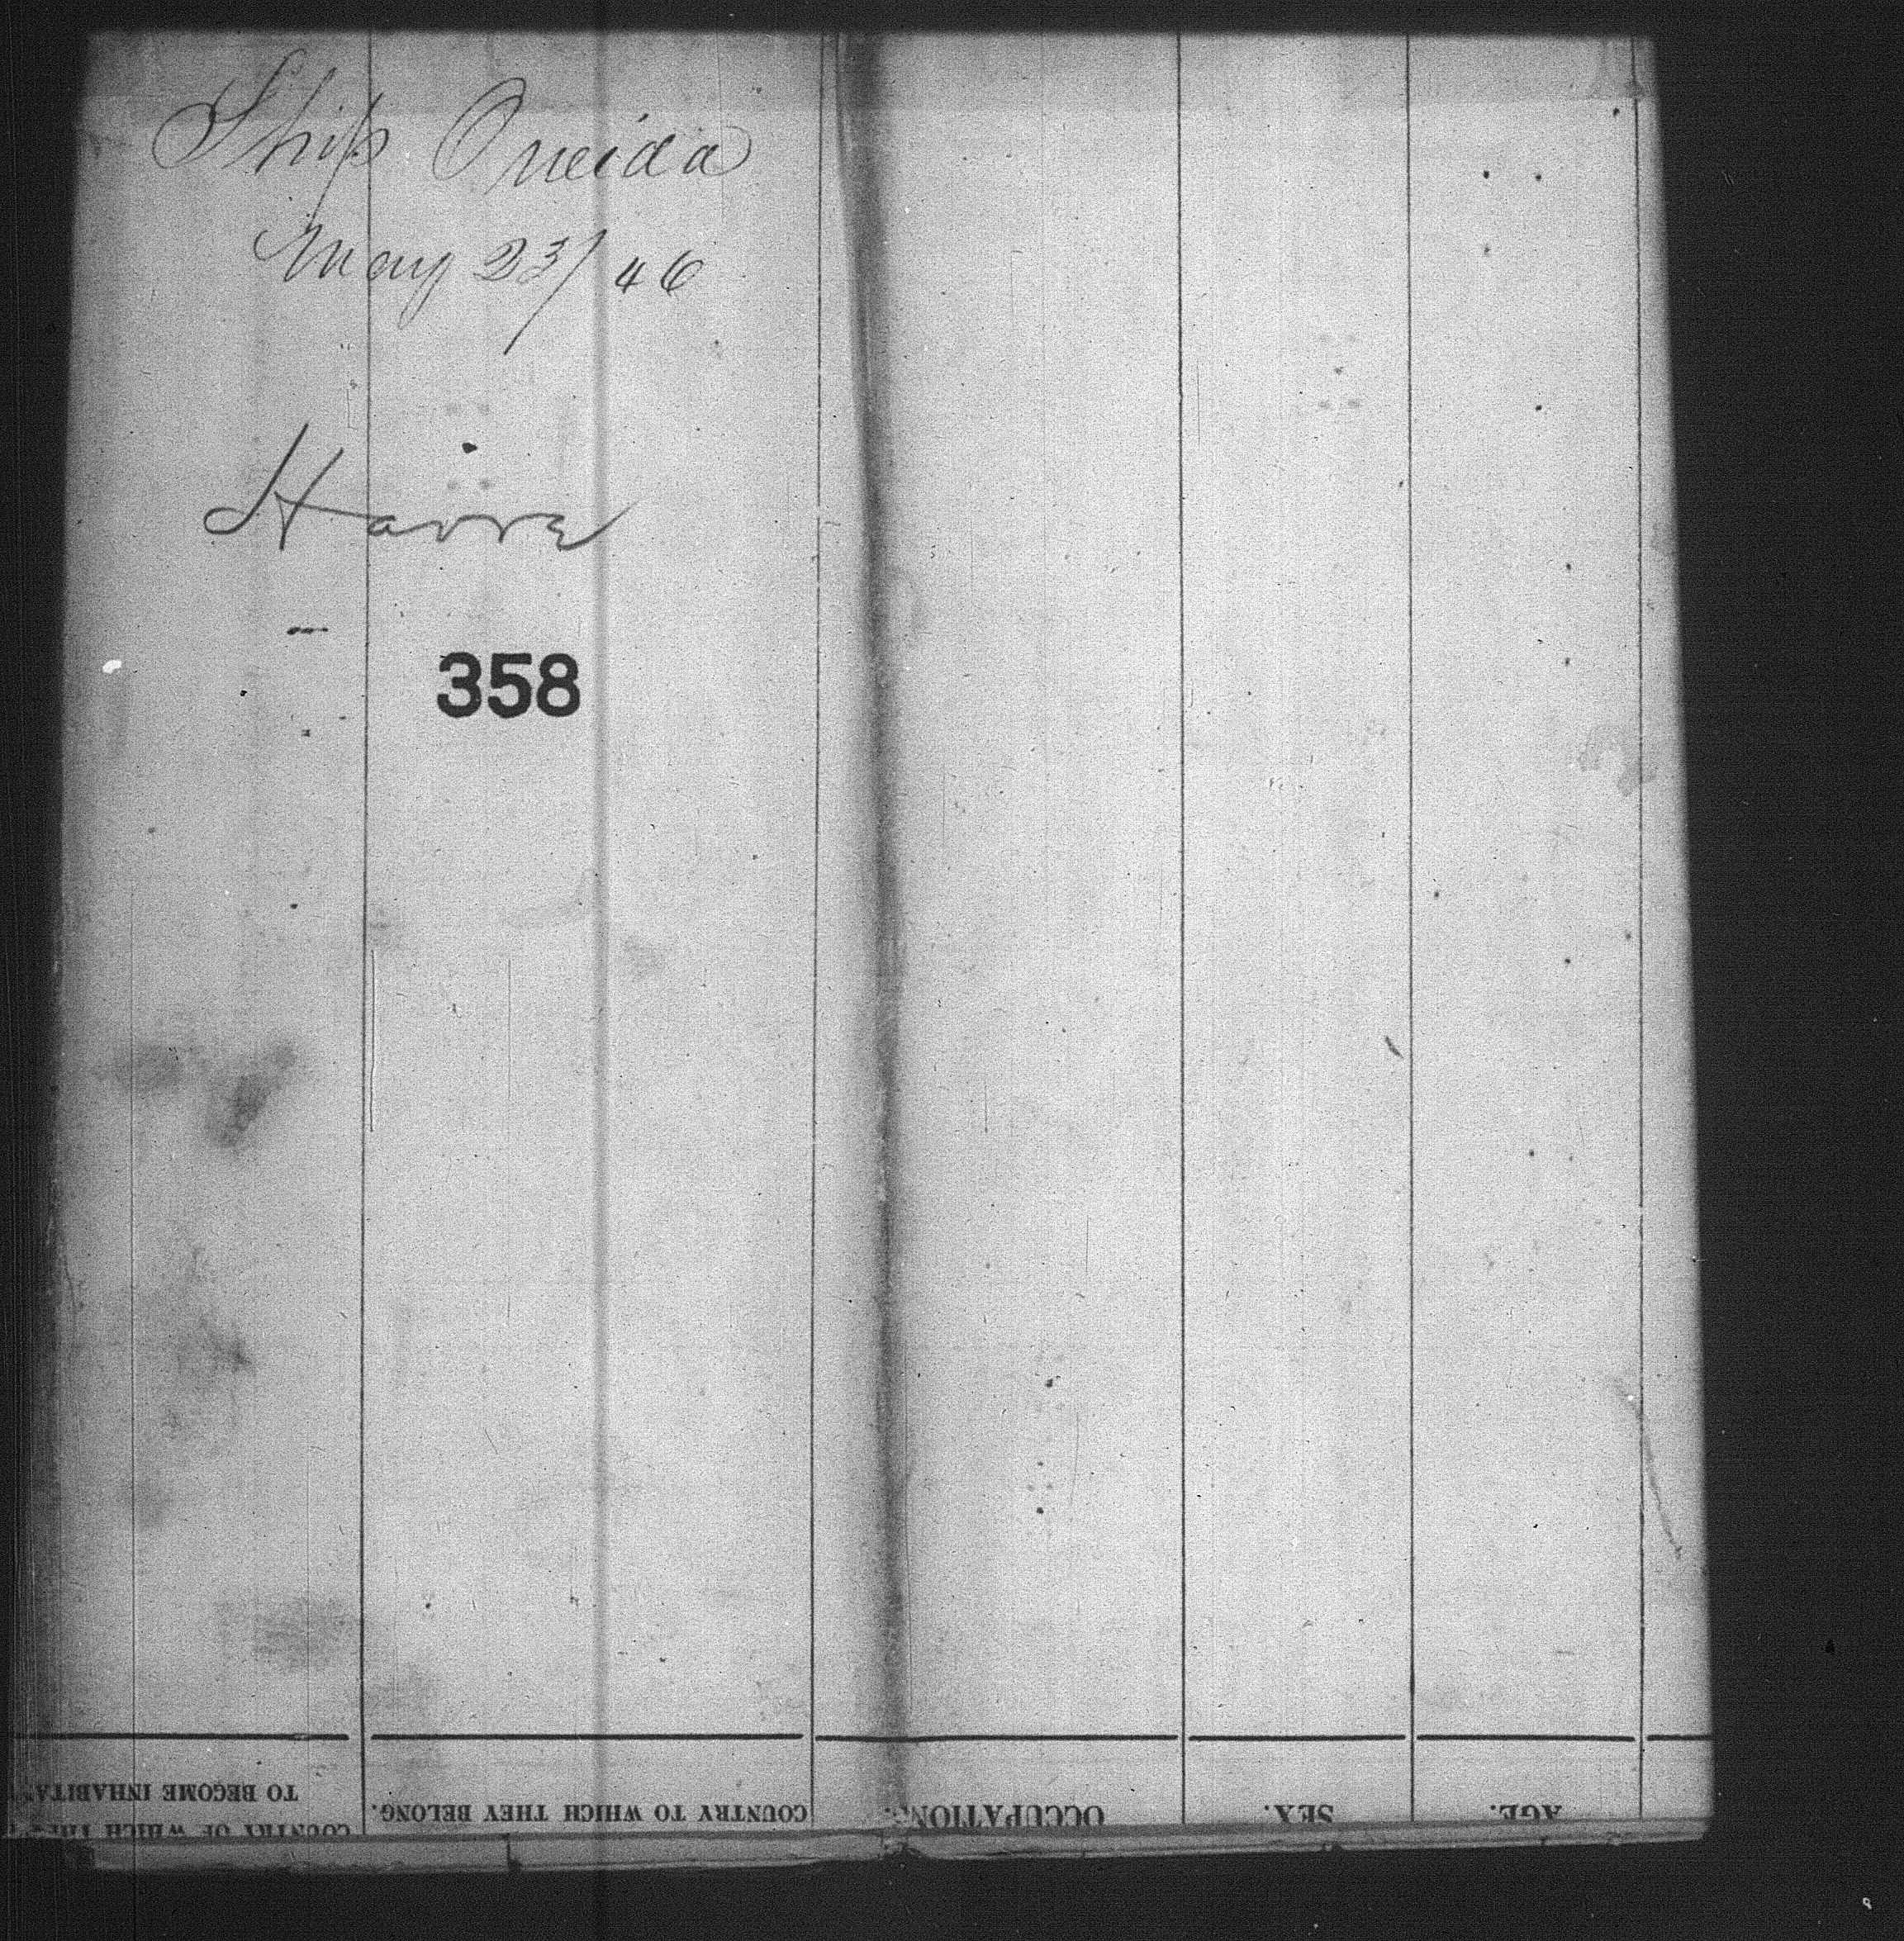 Ship Oneida
May 23/46
Havre
358
AGE.
SEX.
OCCUPATION.
COUNTRY TO WHICH THEY BELONG.
COUNTRY OF WHICH THEY
TO BECOME INHABITA